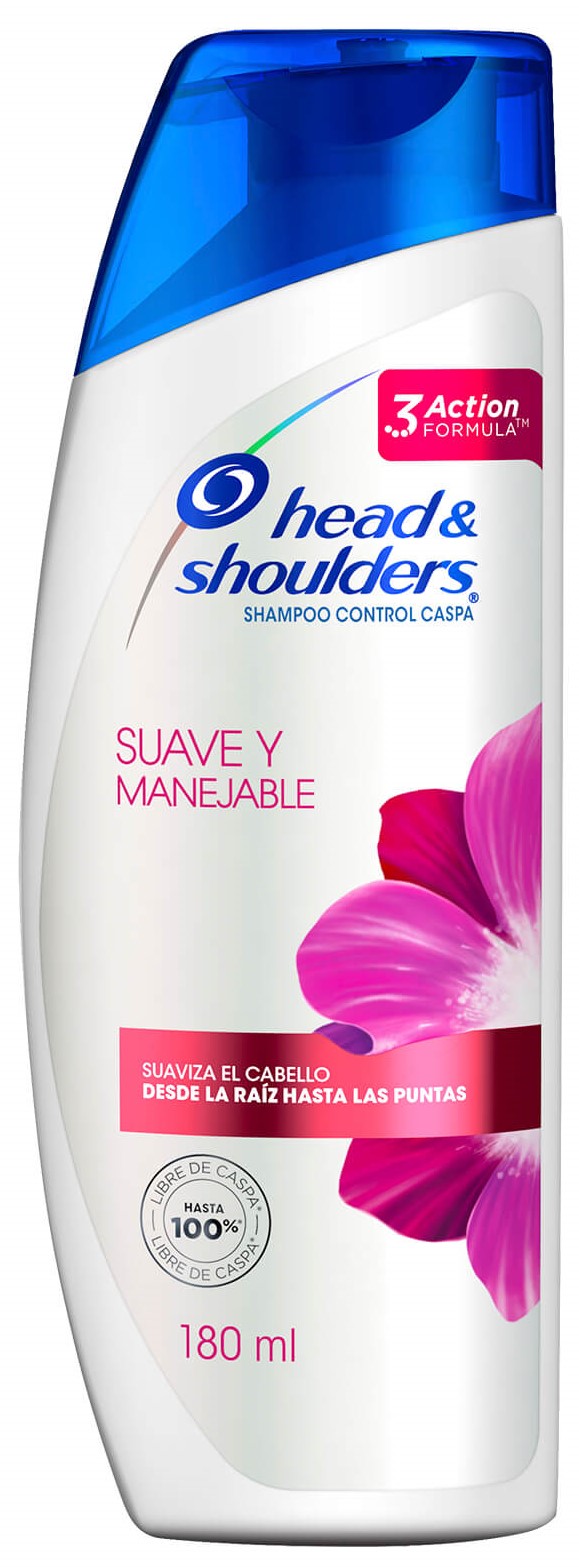 3 Action
FORMULA™
head &
shoulders®
SHAMPOO CONTROL CASPA
SUAVE Y
MANEJABLE
SUAVIZA EL CABELLO
DESDE LA RAÍZ HASTA LAS PUNTAS
LIBRE DE CASPA*
HASTA
100%*
LIBRE DE CASPA*
180 ml